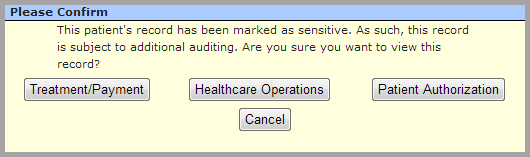 Please Confirm
This patient's record has been marked as sensitive. As such, this record
is subject to additional auditing. Are you sure you want to view this
record?
Treatment/Payment Healthcare Operations Patient Authorization
Cancel